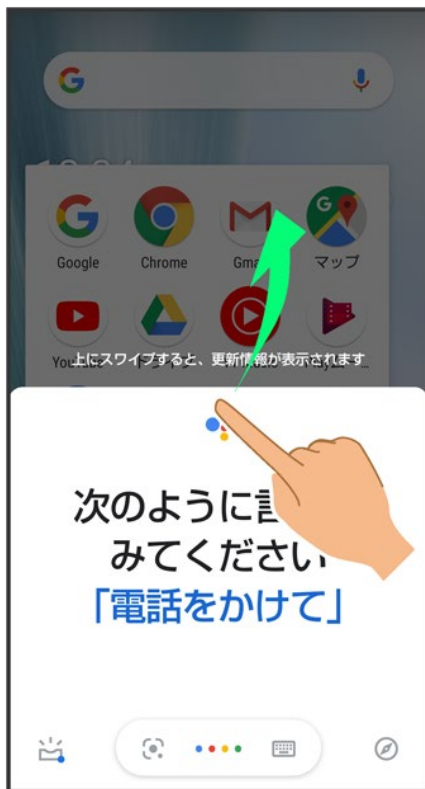 Google Chrome マップ
上にスワイプすると、更新情報が表示されます
次のように言
みてください
「電話をかけて」